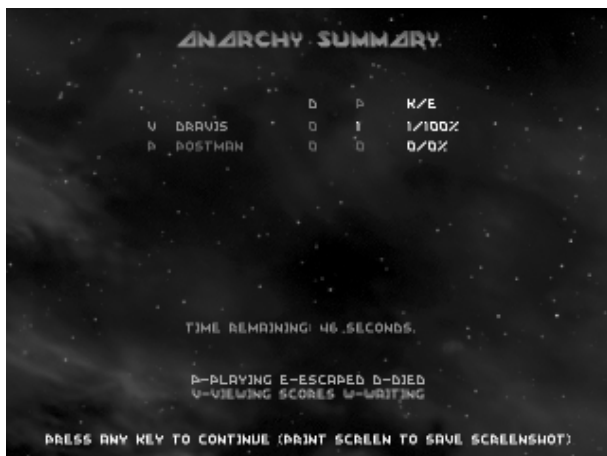 ANARCHY SUMMARY
D P K/E
V DRAVIS 0 1 1/100%
P POSTMAN 0 0 0/0%
TIME REMAINING: 46 SECONDS.
P-PLAYING E-ESCAPED D-DIED
V-VIEWING SCORES W-WAITING
PRESS ANY KEY TO CONTINUE (PRINT SCREEN TO SAVE SCREENSHOT)